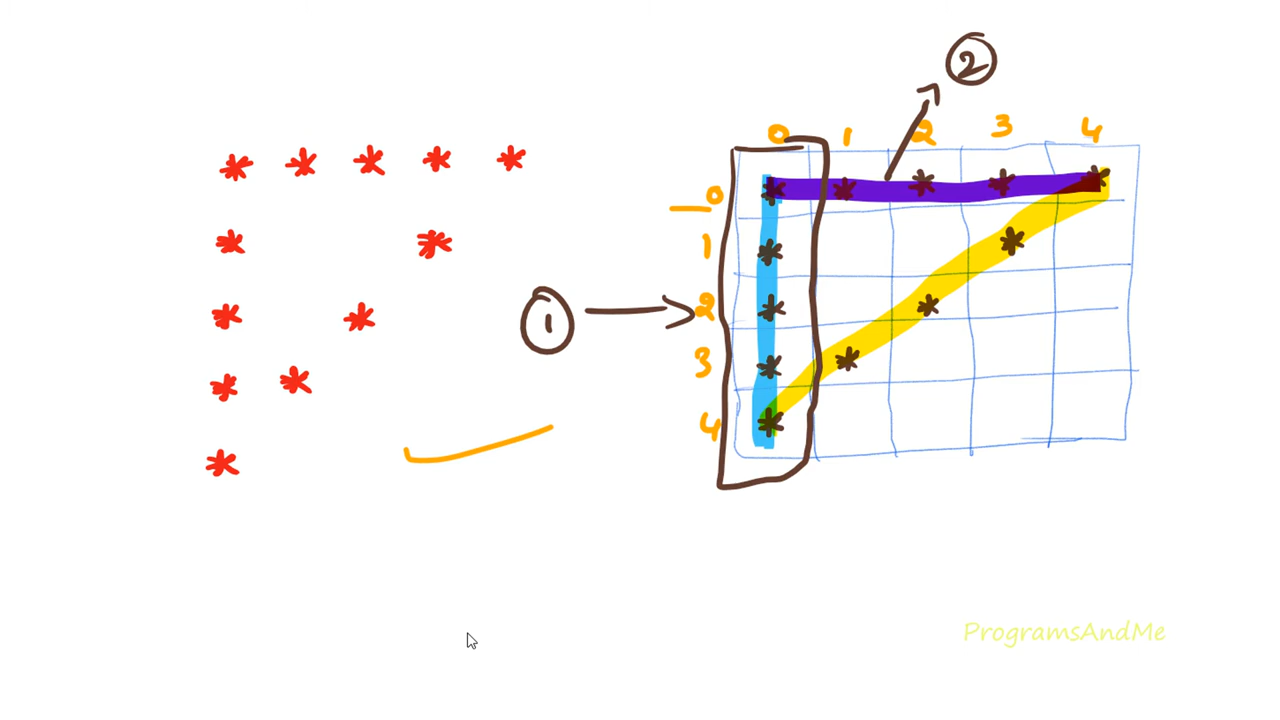 ②
0 1 2 3 4
* * * * *
0 * * * * *
* *
1 * *
* *
① 2 * *
* *
3 * *
*
4 *
ProgramsAndMe